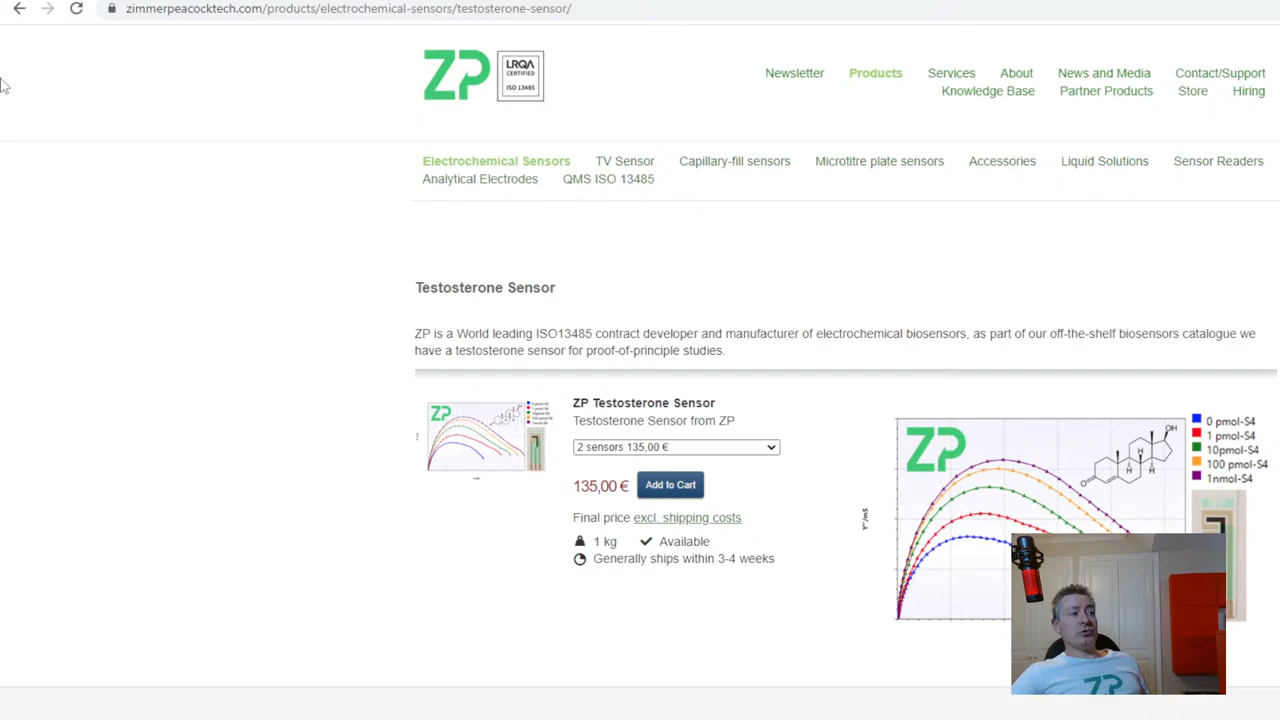 zimmerpeacocktech.com/products/electrochemical-sensors/testosterone-sensor/
ZP
LRQA
CERTIFIED
ISO 13485
Newsletter Products Services About News and Media Contact/Support
Knowledge Base Partner Products Store Hiring
Electrochemical Sensors TV Sensor Capillary-fill sensors Microtitre plate sensors Accessories Liquid Solutions Sensor Readers
Analytical Electrodes QMS ISO 13485
Testosterone Sensor
ZP is a World leading ISO13485 contract developer and manufacturer of electrochemical biosensors, as part of our off-the-shelf biosensors catalogue we
have a testosterone sensor for proof-of-principle studies.
ZP
ZP Testosterone Sensor
Testosterone Sensor from ZP
2 sensors 135,00 €
135,00 € Add to Cart
Final price excl. shipping costs
1 kg Available
Generally ships within 3-4 weeks
ZP
OH
H
H H
O
Y''/mS
0 pmol-S4
1 pmol-S4
10pmol-S4
100 pmol-S4
1nmol-S4
ZP